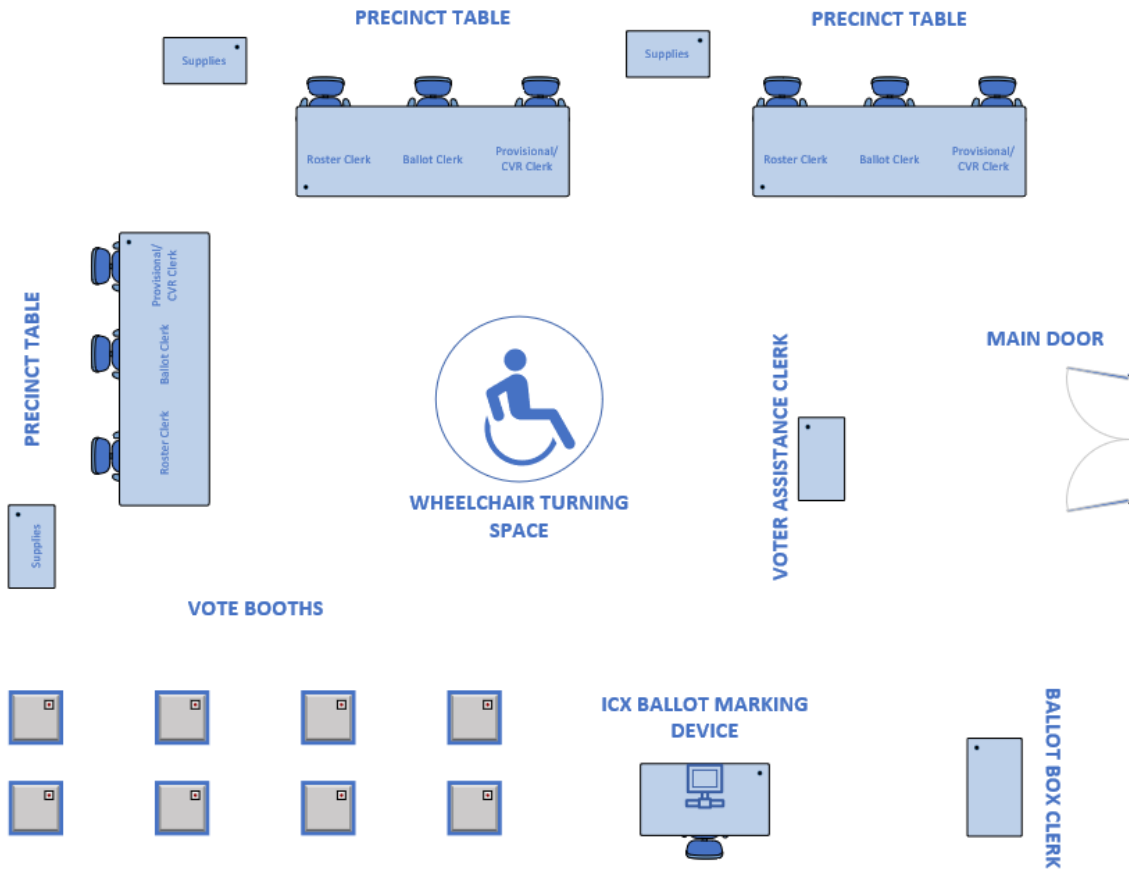 PRECINCT TABLE
PRECINCT TABLE
Supplies
Supplies
Roster Clerk
Ballot Clerk
Provisional/
CVR Clerk
Roster Clerk
Ballot Clerk
Provisional/
CVR Clerk
PRECINCT TABLE
Provisional/
CVR Clerk
Ballot Clerk
Roster Clerk
Supplies
WHEELCHAIR TURNING
SPACE
VOTER ASSISTANCE CLERK
MAIN DOOR
VOTE BOOTHS
ICX BALLOT MARKING
DEVICE
BALLOT BOX CLERK